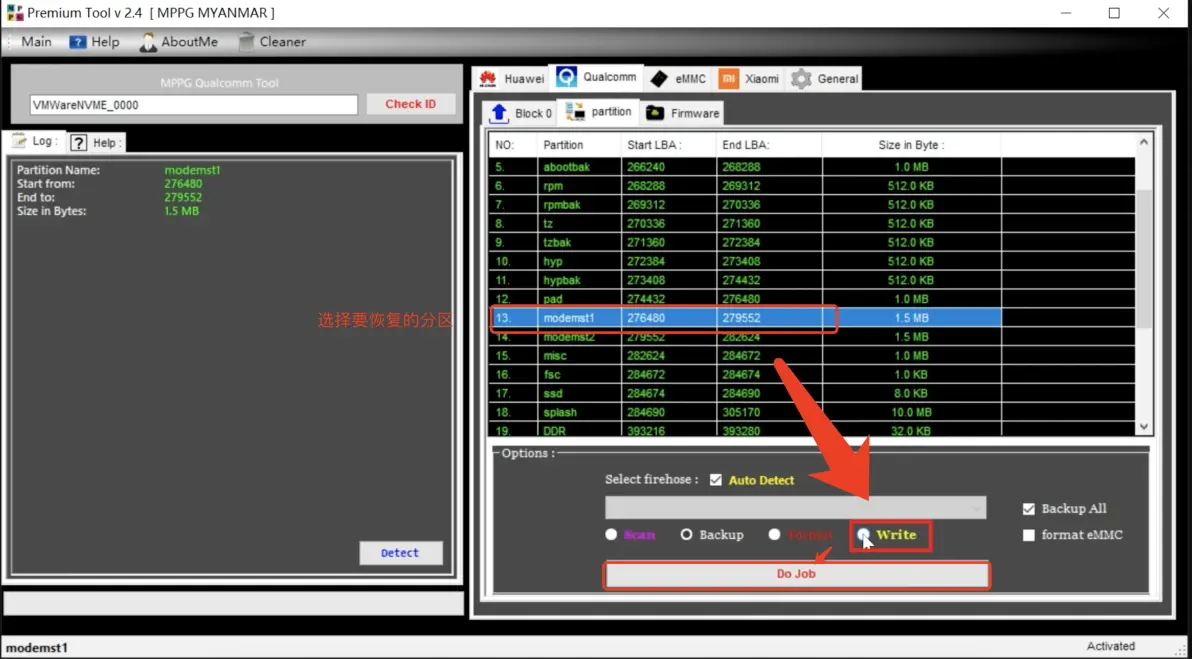 Premium Tool v 2.4 [ MPPG MYANMAR ]
Main Help AboutMe Cleaner
MPPG Qualcomm Tool
VMWareNVME_0000 Check ID
Log : Help :
Partition Name: modemst1
Start from: 276480
End to: 279552
Size in Bytes: 1.5 MB
选择要恢复的分区
Detect
Huawei Qualcomm eMMC Xiaomi General
Block 0 partition Firmware
NO: Partition Start LBA : End LBA: Size in Byte :
5. abootbak 266240 268288 1.0 MB
6. rpm 268288 269312 512.0 KB
7. rpmbak 269312 270336 512.0 KB
8. tz 270336 271360 512.0 KB
9. tzbak 271360 272384 512.0 KB
10. hyp 272384 273408 512.0 KB
11. hypbak 273408 274432 512.0 KB
12. pad 274432 276480 1.0 MB
13. modemst1 276480 279552 1.5 MB
14. modemst2 279552 282624 1.5 MB
15. misc 282624 284672 1.0 MB
16. fsc 284672 284674 1.0 KB
17. ssd 284674 284690 8.0 KB
18. splash 284690 305170 10.0 MB
19. DDR 393216 393280 32.0 KB
Options :
Select firehose : Auto Detect
Backup All
Scan Backup Format Write format eMMC
Do Job
modemst1 Activated